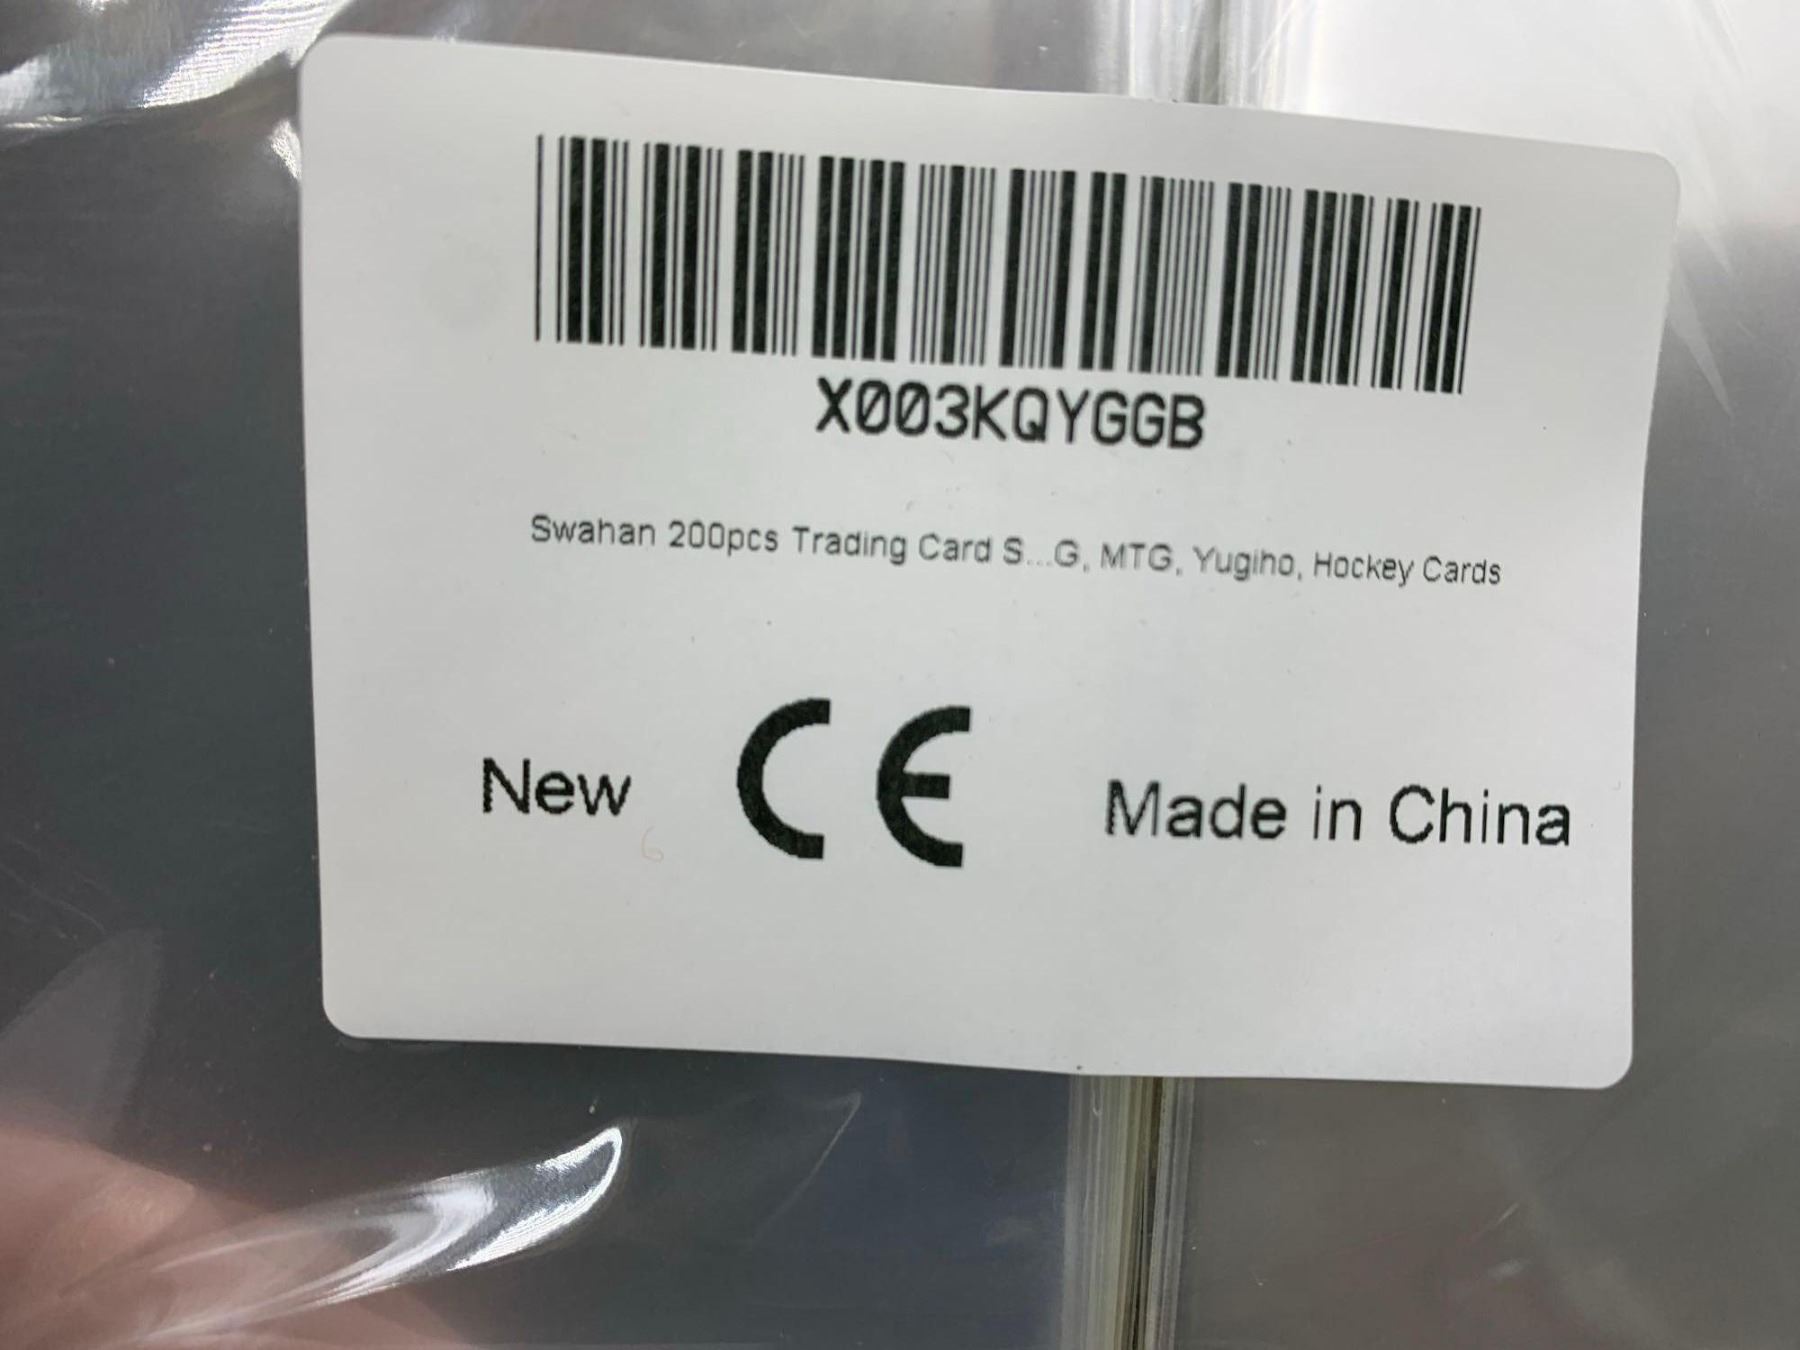 X003KQYGGB
Swahan 200pcs Trading Card S...G, MTG, Yugiho, Hockey Cards
New CE Made in China